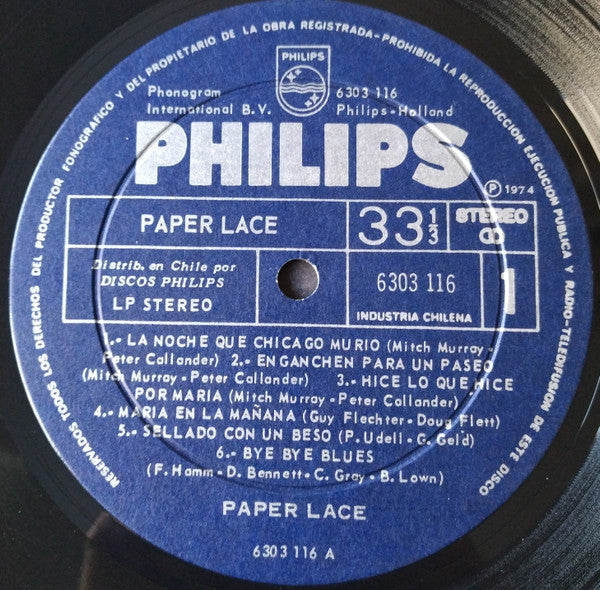 RESERVADOS TODOS LOS DERECHOS DEL PRODUCTOR FONOGRAFICO Y DEL PROPIETARIO DE LA OBRA REGISTRADA-PROHIBIDA LA REPRODUCCION EJECUCION PUBLICA Y RADIO-TELEDIFUSION DE ESTE DISCO
PHILIPS
Phonogram 6303 116
International B.V. Philips-Holland
PHILIPS
Ⓟ 1974
PAPER LACE 33 1/3 STEREO
Distrib. en Chile por
DISCOS PHILIPS 6303 116 1
LP STEREO INDUSTRIA CHILENA
1.- LA NOCHE QUE CHICAGO MURIO (Mitch Murray-
Peter Callander) 2.- ENGANCHEN PARA UN PASEO
(Mitch Murray-Peter Callander) 3.- HICE LO QUE HICE
POR MARIA (Mitch Murray-Peter Callander)
4.- MARIA EN LA MAÑANA (Guy Flechter-Doug Flett)
5.- SELLADO CON UN BESO (P. Udell-G. Geld)
6.- BYE BYE BLUES
(F. Hamm-D. Bennett-C. Gray-B. Lown)
PAPER LACE
6303 116 A